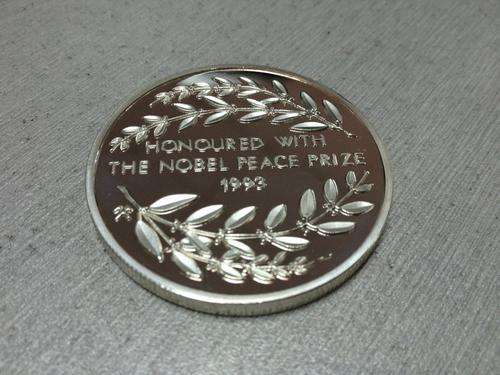 HONOURED WITH
THE NOBEL PEACE PRIZE
1993